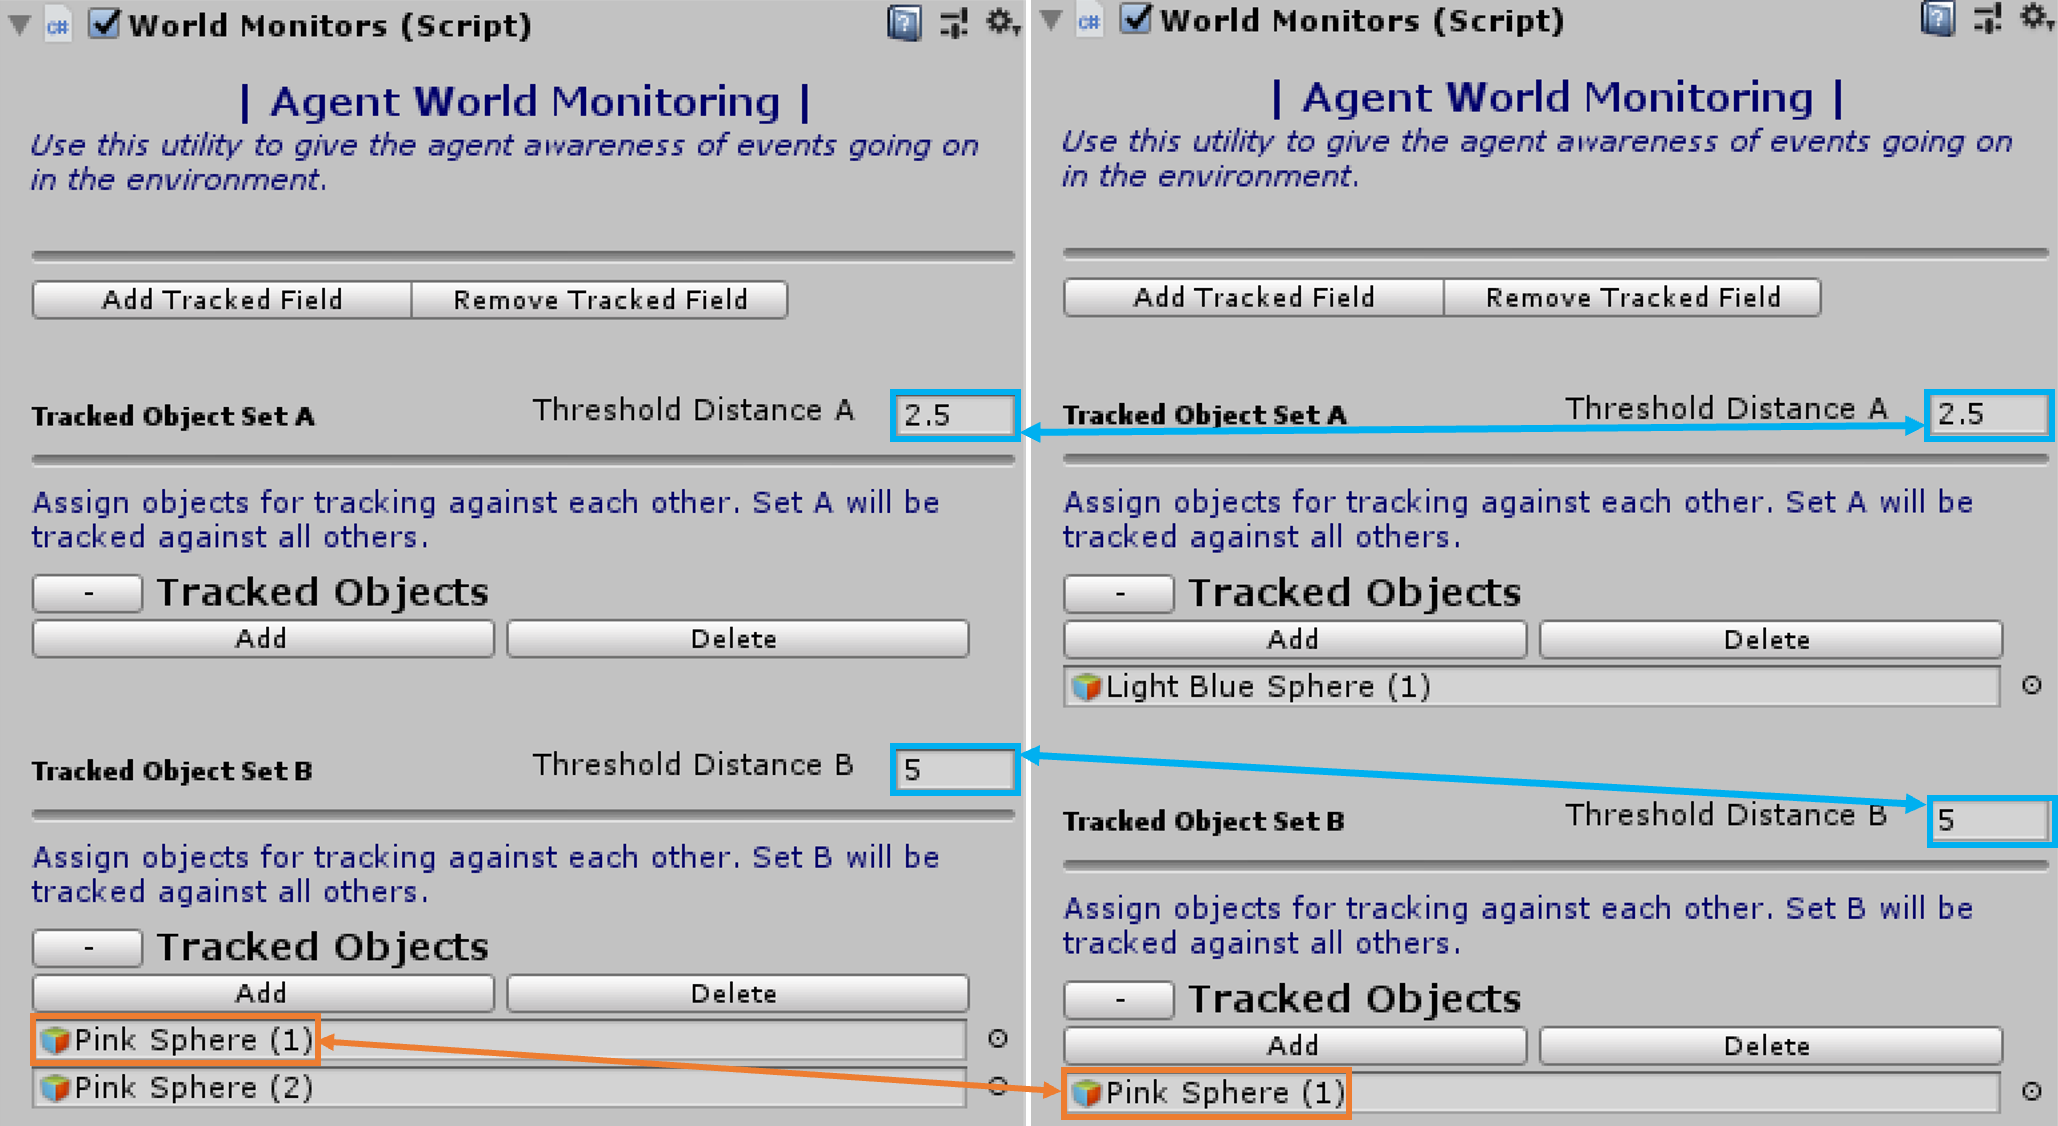 c# World Monitors (Script)
| Agent World Monitoring |
Use this utility to give the agent awareness of events going on
in the environment.
Add Tracked Field Remove Tracked Field
Tracked Object Set A Threshold Distance A 2.5
Assign objects for tracking against each other. Set A will be
tracked against all others.
- Tracked Objects
Add Delete
Tracked Object Set B Threshold Distance B 5
Assign objects for tracking against each other. Set B will be
tracked against all others.
- Tracked Objects
Add Delete
Pink Sphere (1)
Pink Sphere (2)
c# World Monitors (Script)
| Agent World Monitoring |
Use this utility to give the agent awareness of events going on
in the environment.
Add Tracked Field Remove Tracked Field
Tracked Object Set A Threshold Distance A 2.5
Assign objects for tracking against each other. Set A will be
tracked against all others.
- Tracked Objects
Add Delete
Light Blue Sphere (1)
Tracked Object Set B Threshold Distance B 5
Assign objects for tracking against each other. Set B will be
tracked against all others.
- Tracked Objects
Add Delete
Pink Sphere (1)